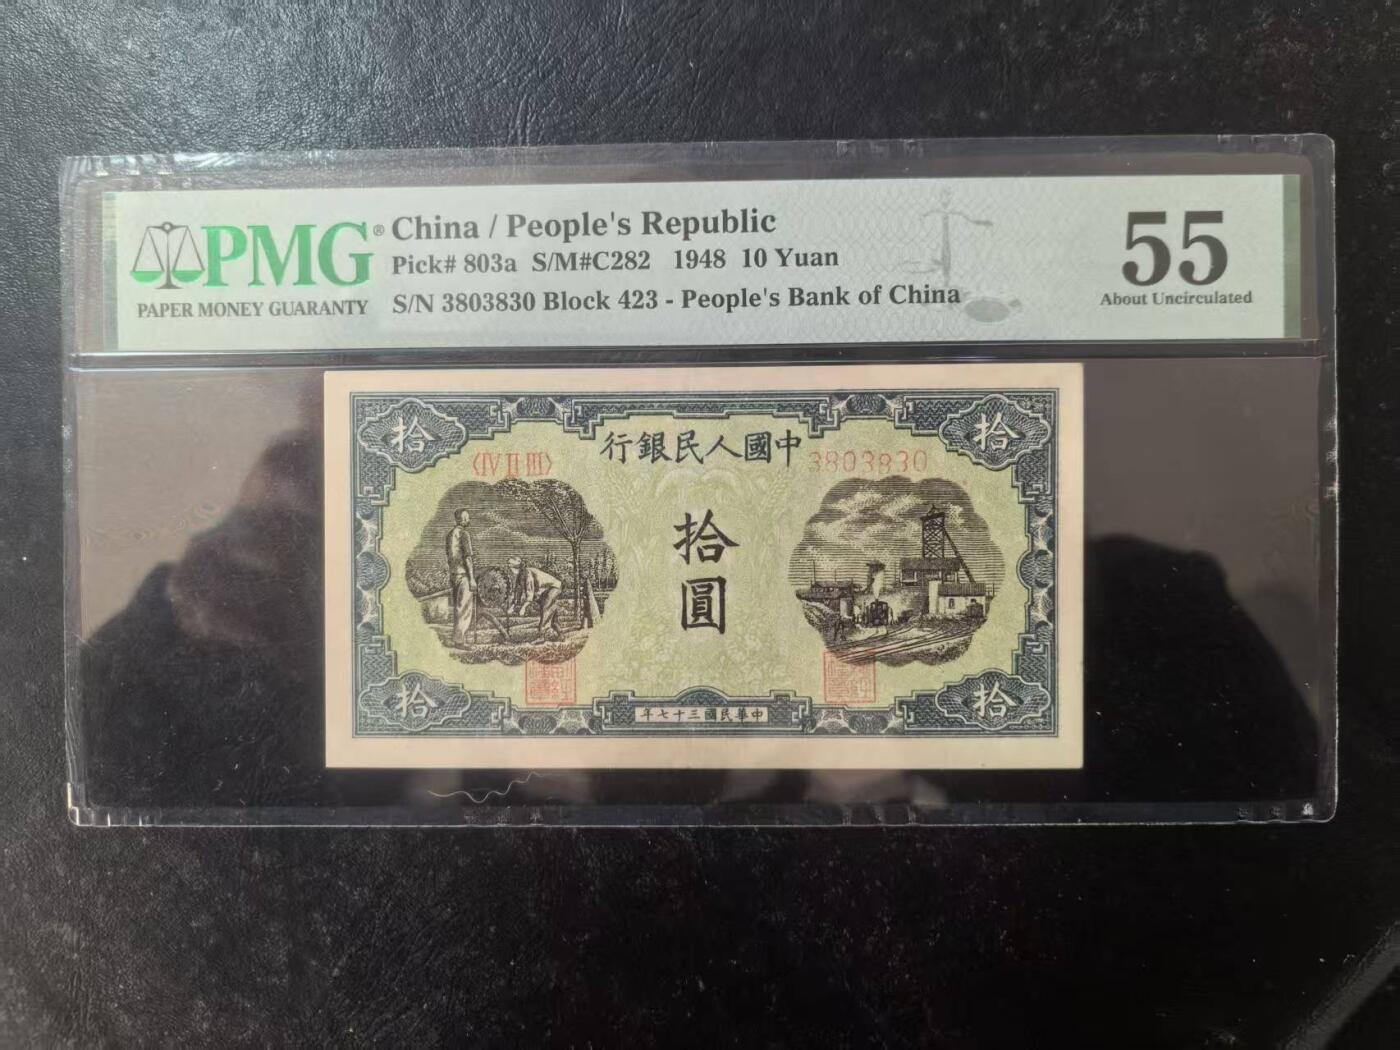 PMG®
PAPER MONEY GUARANTY
China / People's Republic
Pick# 803a S/M#C282 1948 10 Yuan
S/N 3803830 Block 423 - People's Bank of China
55
About Uncirculated
拾
行銀民人國中
拾
〈IV II III〉
3803830
拾
圓
拾
年七十三國民華中
拾